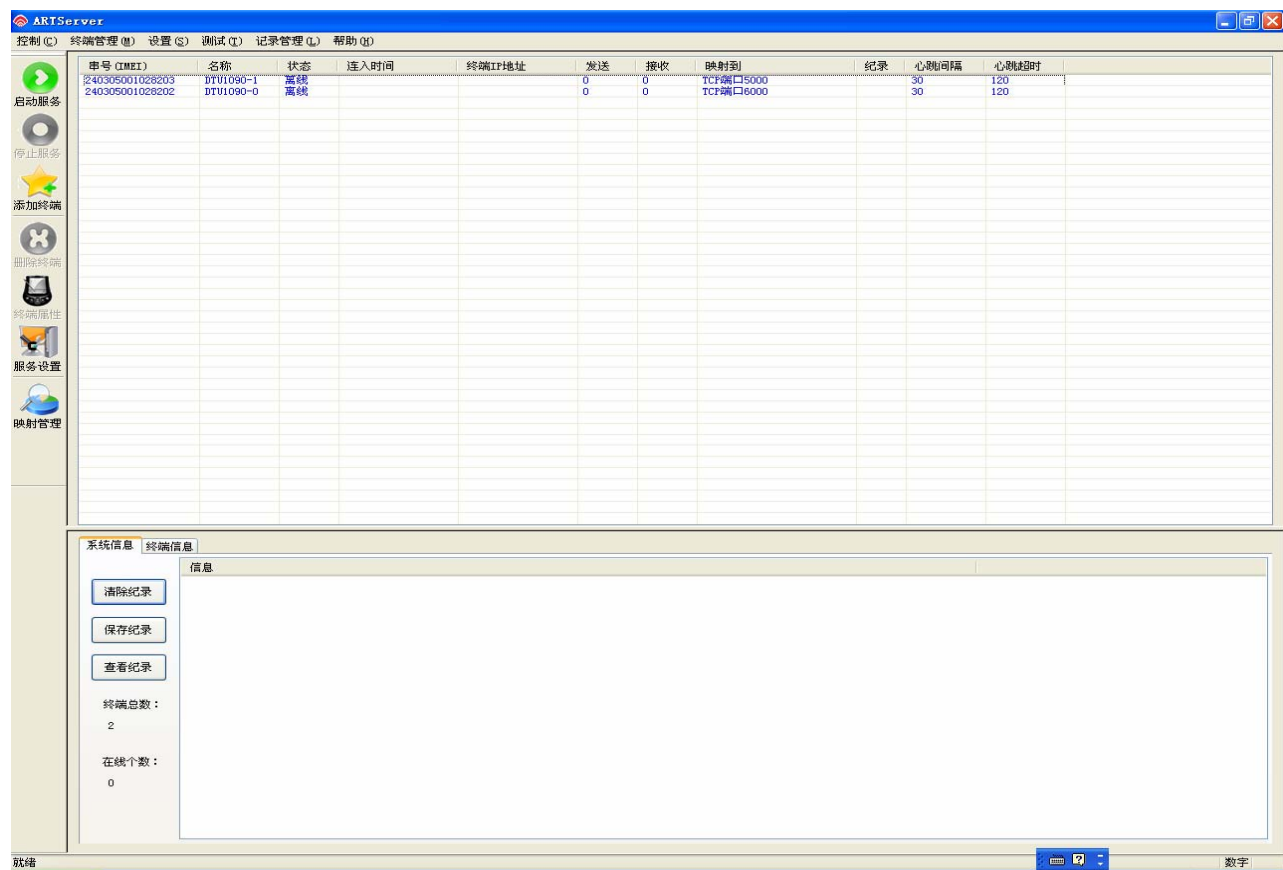 ARTServer
控制(C) 终端管理(M) 设置(S) 测试(T) 记录管理(L) 帮助(H)
串号(IMEI) 名称 状态 连入时间 终端IP地址 发送 接收 映射到 纪录 心跳间隔 心跳超时
240305001028203 DTU1090-1 离线 0 0 TCP端口5000 30 120
240305001028202 DTU1090-0 离线 0 0 TCP端口6000 30 120
启动服务
停止服务
添加终端
删除终端
终端属性
服务设置
映射管理
系统信息 终端信息
信息
清除纪录
保存纪录
查看纪录
终端总数：
2
在线个数：
0
就绪 数字